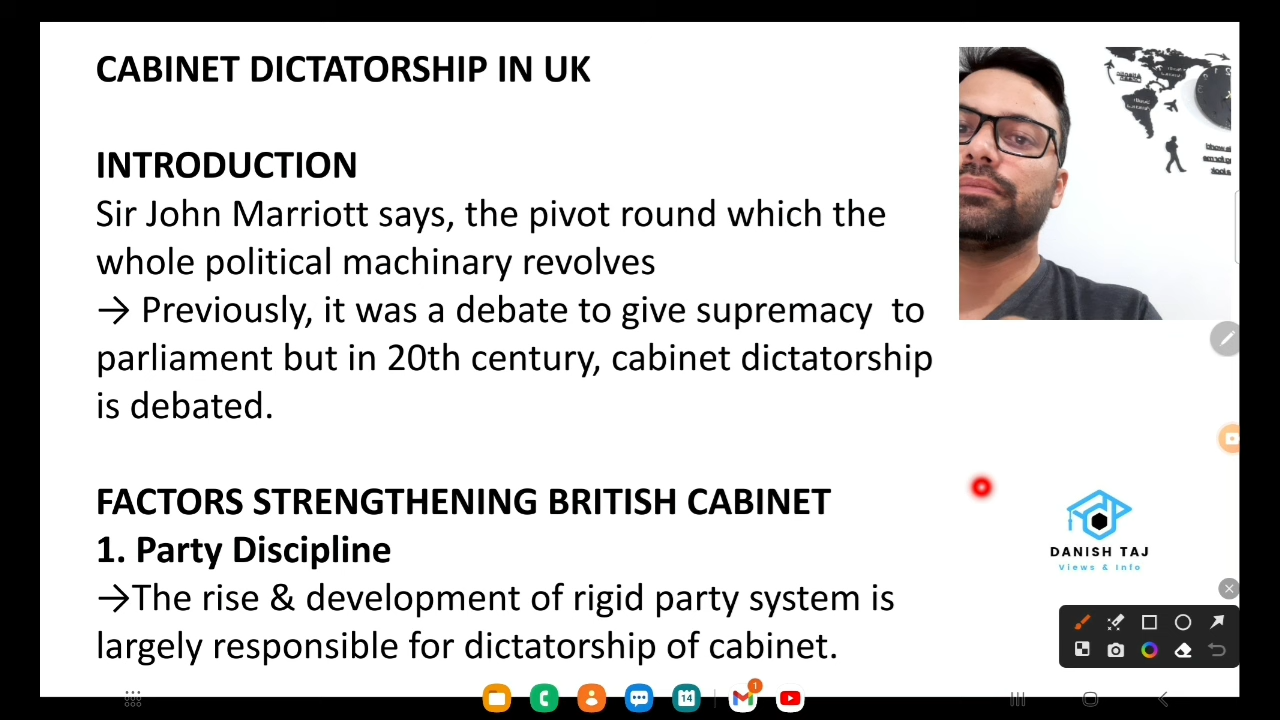 CABINET DICTATORSHIP IN UK
INTRODUCTION
Sir John Marriott says, the pivot round which the
whole political machinary revolves
→ Previously, it was a debate to give supremacy  to
parliament but in 20th century, cabinet dictatorship
is debated.
FACTORS STRENGTHENING BRITISH CABINET
1. Party Discipline
→The rise & development of rigid party system is
largely responsible for dictatorship of cabinet.
DANISH TAJ
Views & Info
14
1